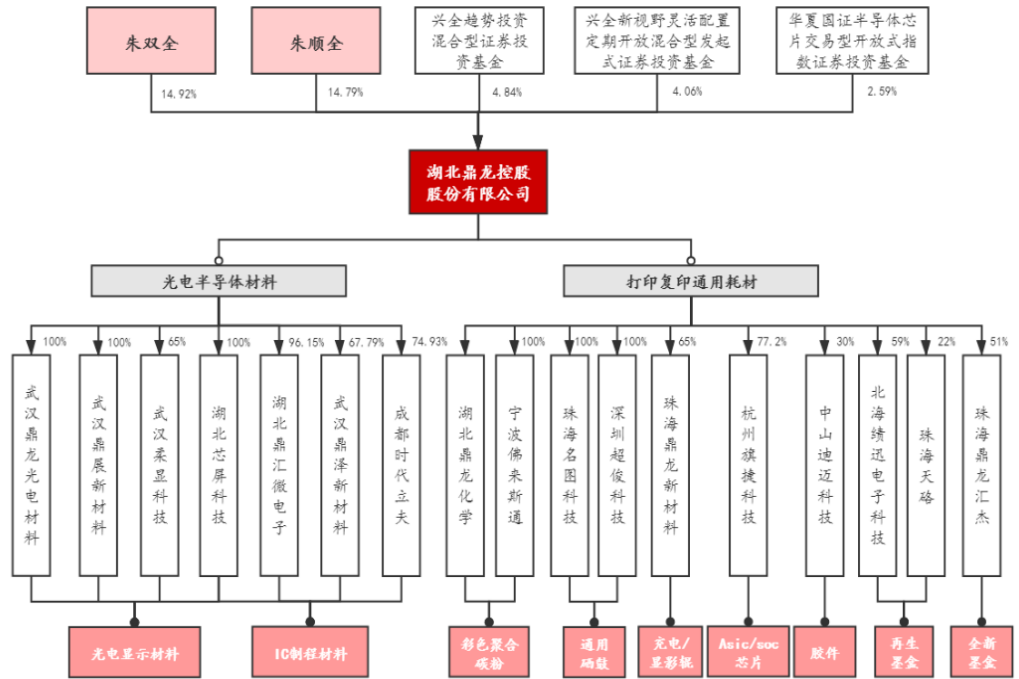 朱双全
朱顺全
兴全趋势投资
混合型证券投
资基金
兴全新视野灵活配置
定期开放混合型发起
式证券投资基金
华夏国证半导体芯
片交易型开放式指
数证券投资基金
14.92%
14.79%
4.84%
4.06%
2.59%
湖北鼎龙控股
股份有限公司
光电半导体材料
打印复印通用耗材
100%
100%
65%
100%
96.15%
67.79%
74.93%
100%
100%
100%
100%
65%
77.2%
30%
59%
22%
51%
武汉鼎龙光电材料
武汉鼎展新材料
武汉柔显科技
湖北芯屏科技
湖北鼎汇微电子
武汉鼎泽新材料
成都时代立夫
湖北鼎龙化学
宁波佛来斯通
珠海名图科技
深圳超俊科技
珠海鼎龙新材料
杭州旗捷科技
中山迪迈科技
北海绩迅电子科技
珠海天硌
珠海鼎龙汇杰
光电显示材料
IC制程材料
彩色聚合
碳粉
通用
硒鼓
充电/
显影辊
Asic/soc
芯片
胶件
再生
墨盒
全新
墨盒